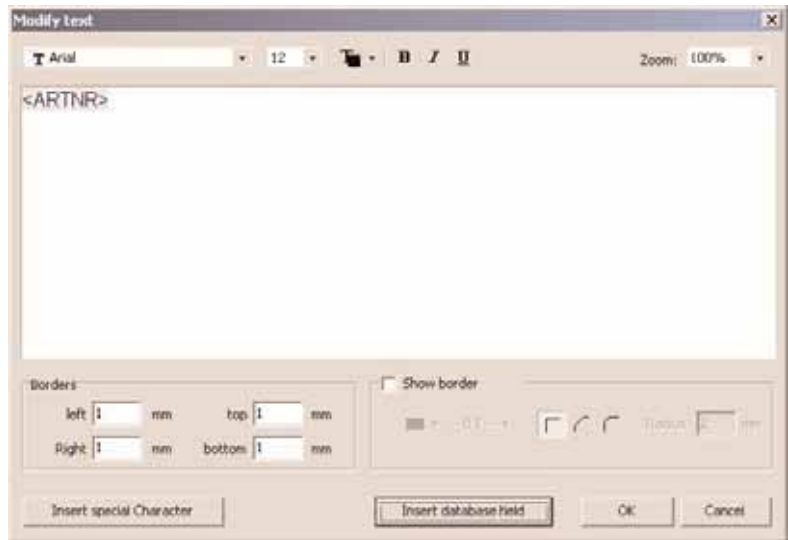 Modify text
Arial 12 B I U Zoom: 100%
<ARTNR>
Borders
left 1 mm top 1 mm
Right 1 mm bottom 1 mm
Show border
mm
Insert special Character Insert database field OK Cancel